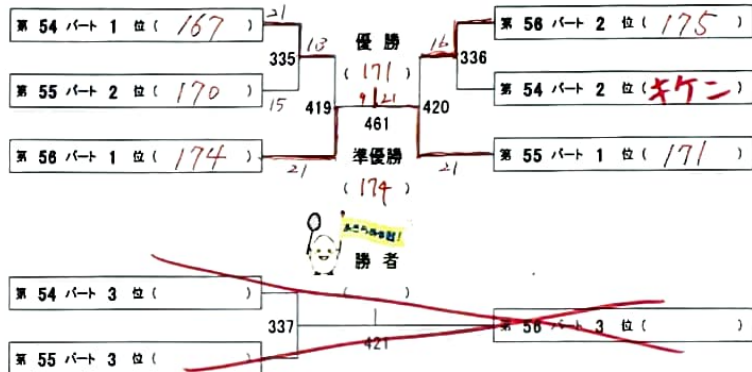 第 54 パート 1 位 ( 167 )
21
第 56 パート 2 位 ( 175 )
335
13
優 勝
16
336
( 171 )
第 55 パート 2 位 ( 170 )
15
第 54 パート 2 位 ( キケン )
419
9 21
420
461
第 56 パート 1 位 ( 174 )
21
準優勝
21
第 55 パート 1 位 ( 171 )
( 174 )
勝 者
第 54 パート 3 位 ( )
( )
337
第 56 パート 3 位 ( )
421
第 55 パート 3 位 ( )